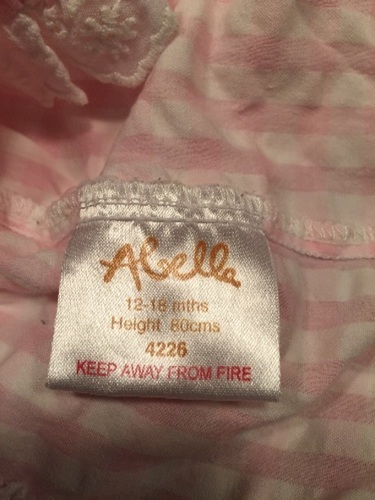 Abella
12-18 mths
Height 80cms
4226
KEEP AWAY FROM FIRE